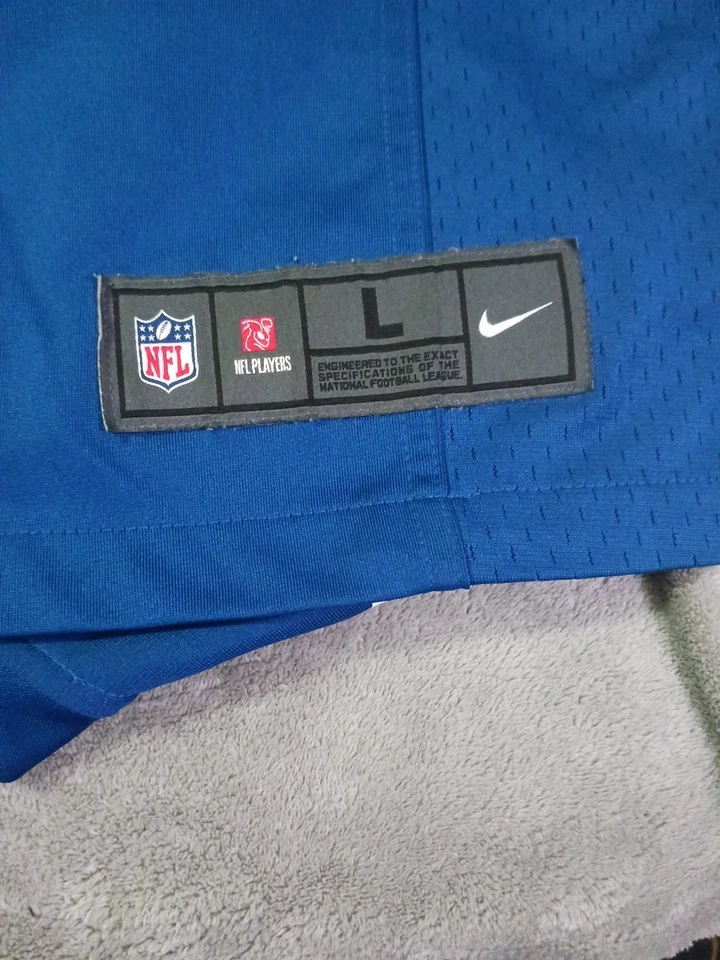 NFL
NFL PLAYERS
L
ENGINEERED TO THE EXACT
SPECIFICATIONS OF THE
NATIONAL FOOTBALL LEAGUE.